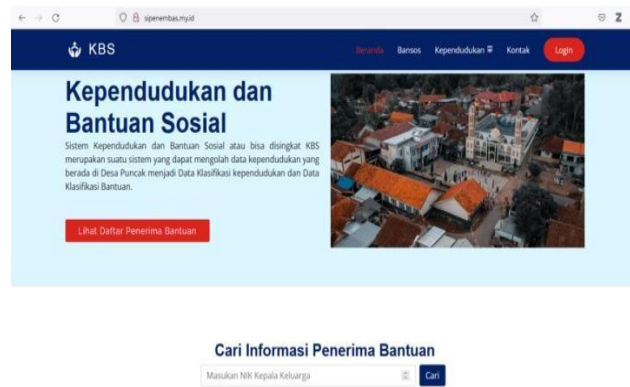 sipenembas.my.id
KBS
Beranda Bansos Kependudukan Kontak Login
Kependudukan dan
Bantuan Sosial
Sistem Kependudukan dan Bantuan Sosial atau bisa disingkat KBS
merupakan suatu sistem yang dapat mengolah data kependudukan yang
berada di Desa Puncak menjadi Data Klasifikasi kependudukan dan Data
Klasifikasi Bantuan.
Lihat Daftar Penerima Bantuan
Cari Informasi Penerima Bantuan
Masukan NIK Kepala Keluarga
Cari